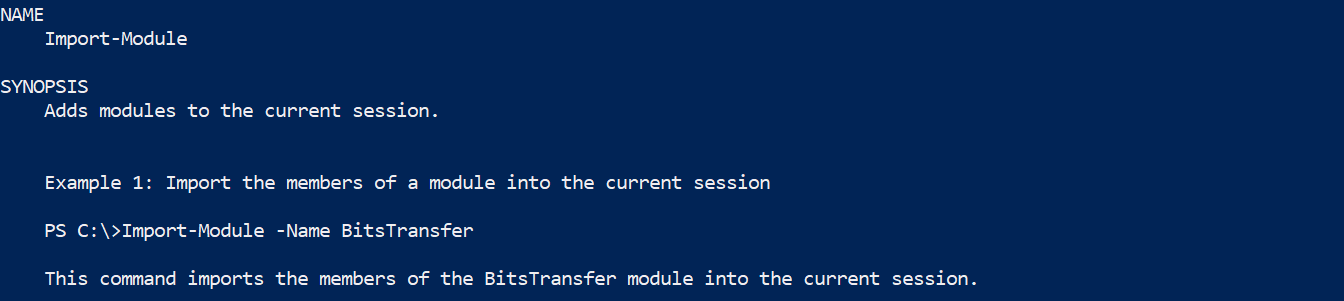 NAME
Import-Module
SYNOPSIS
Adds modules to the current session.
Example 1: Import the members of a module into the current session
PS C:\>Import-Module -Name BitsTransfer
This command imports the members of the BitsTransfer module into the current session.